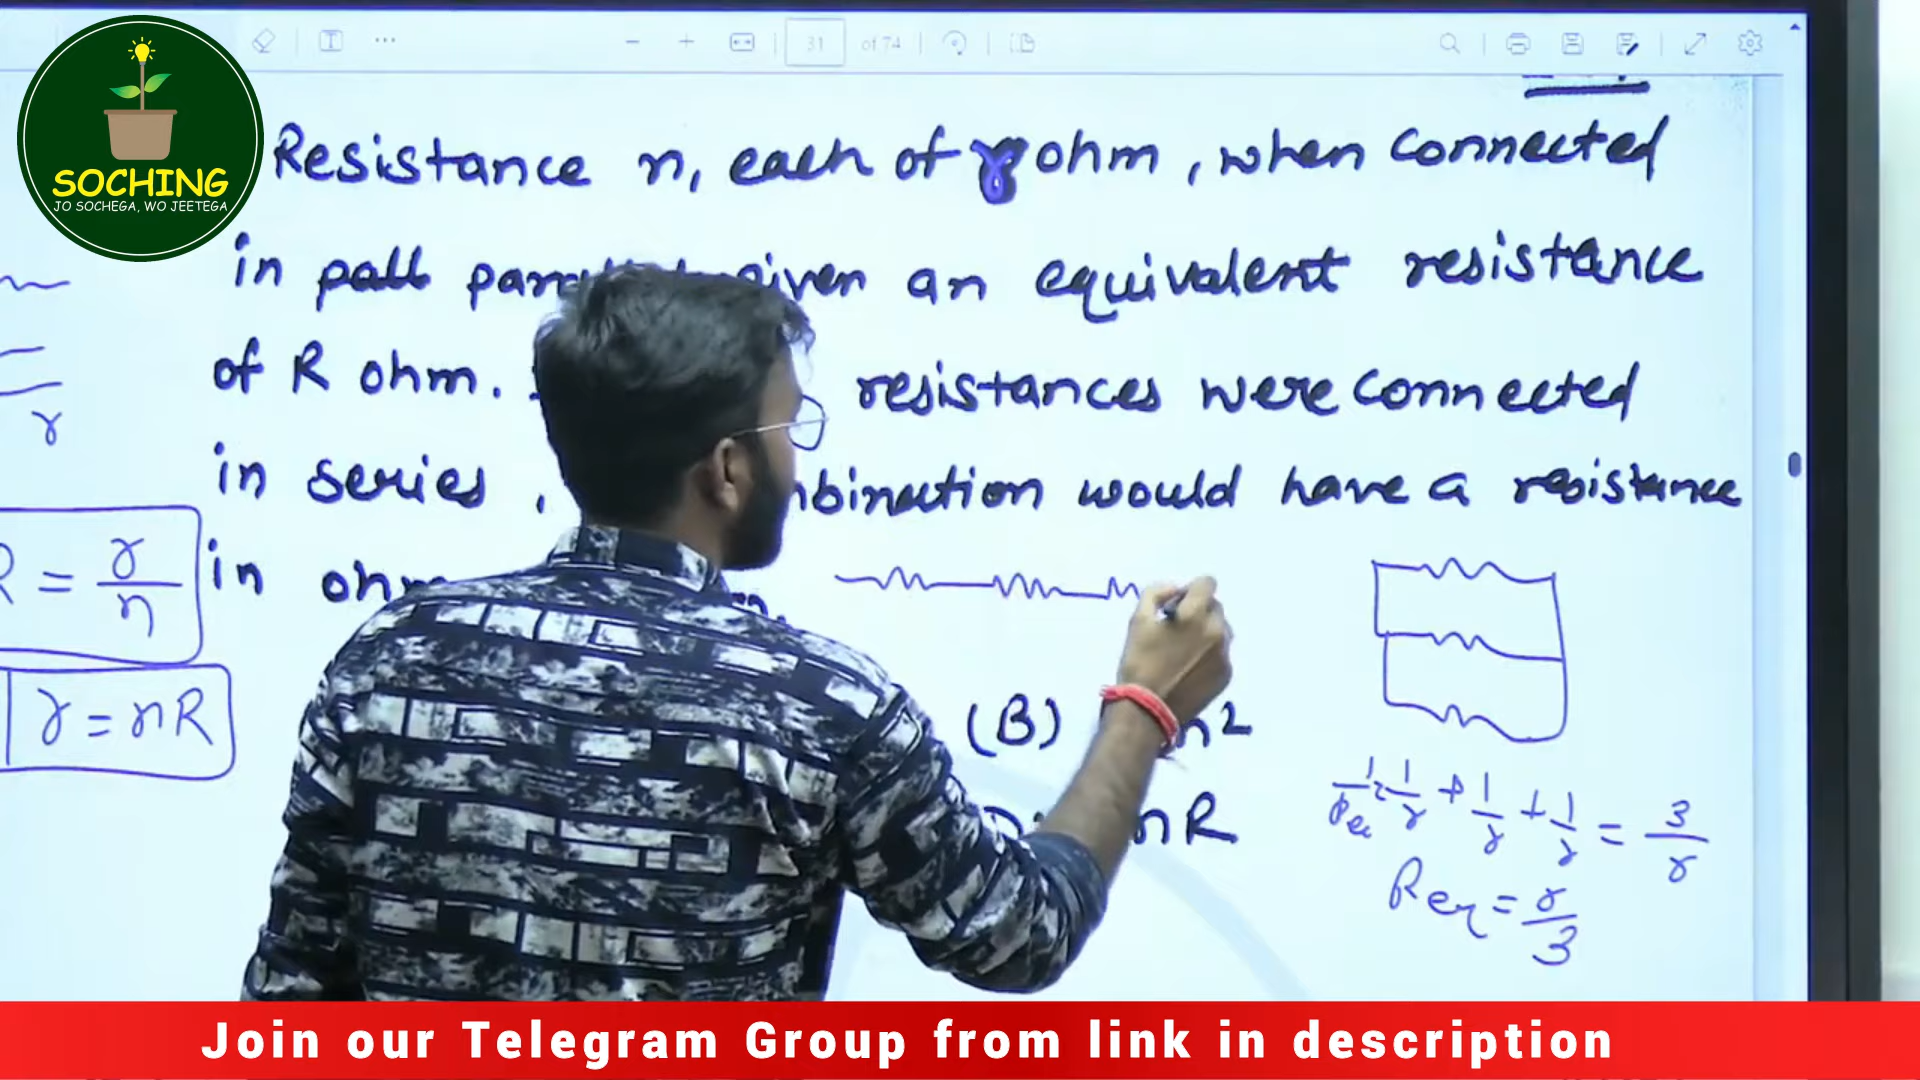 31 of 74
SOCHING
JO SOCHEGA, WO JEETEGA
Resistance n, each of r ohm, when connected
in pall given an equivalent resistance
of R ohm. resistances were connected
in series, would have a resistance
in
R = r/n
r = nR
(B)
nR
1/Req = 1/r + 1/r + 1/r = 3/r
Req = r/3
r
Join our Telegram Group from link in description